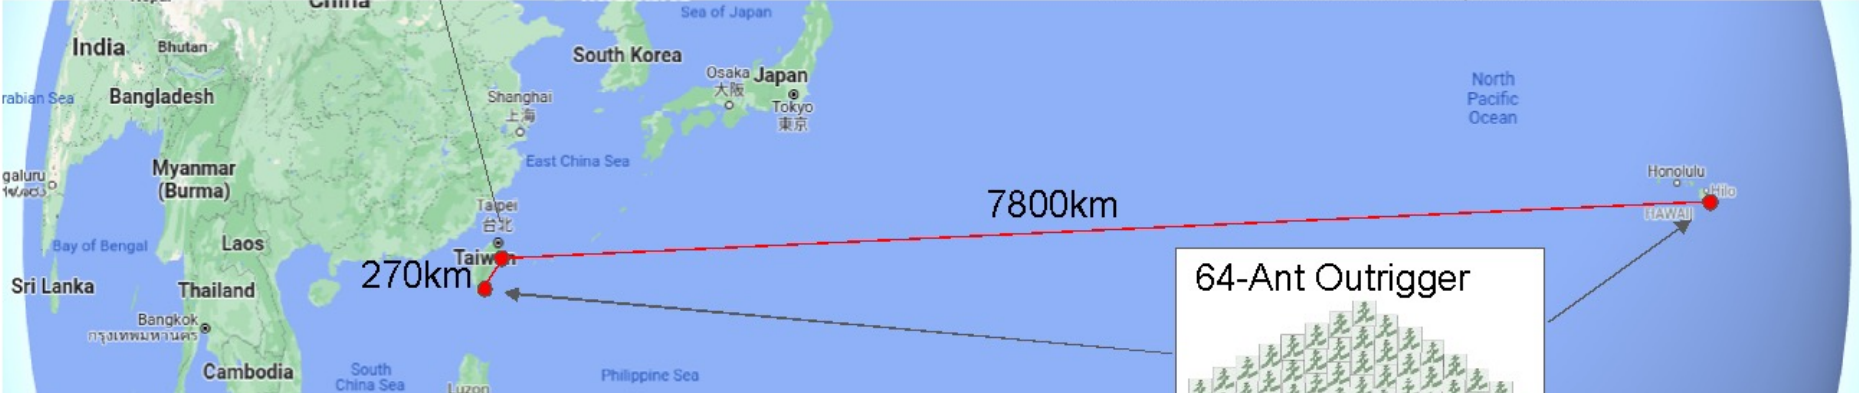 China
Sea of Japan
India
Bhutan
South Korea
Osaka
大阪
Japan
Tokyo
東京
rabian Sea
Bangladesh
Shanghai
上海
North
Pacific
Ocean
East China Sea
galuru
Myanmar
(Burma)
Honolulu
Hilo
HAWAII
7800km
Taipei
台北
Bay of Bengal
Laos
Taiwan
270km
64-Ant Outrigger
Sri Lanka
Thailand
Bangkok
กรุงเทพมหานคร
Cambodia
South
China Sea
Luzon
Philippine Sea